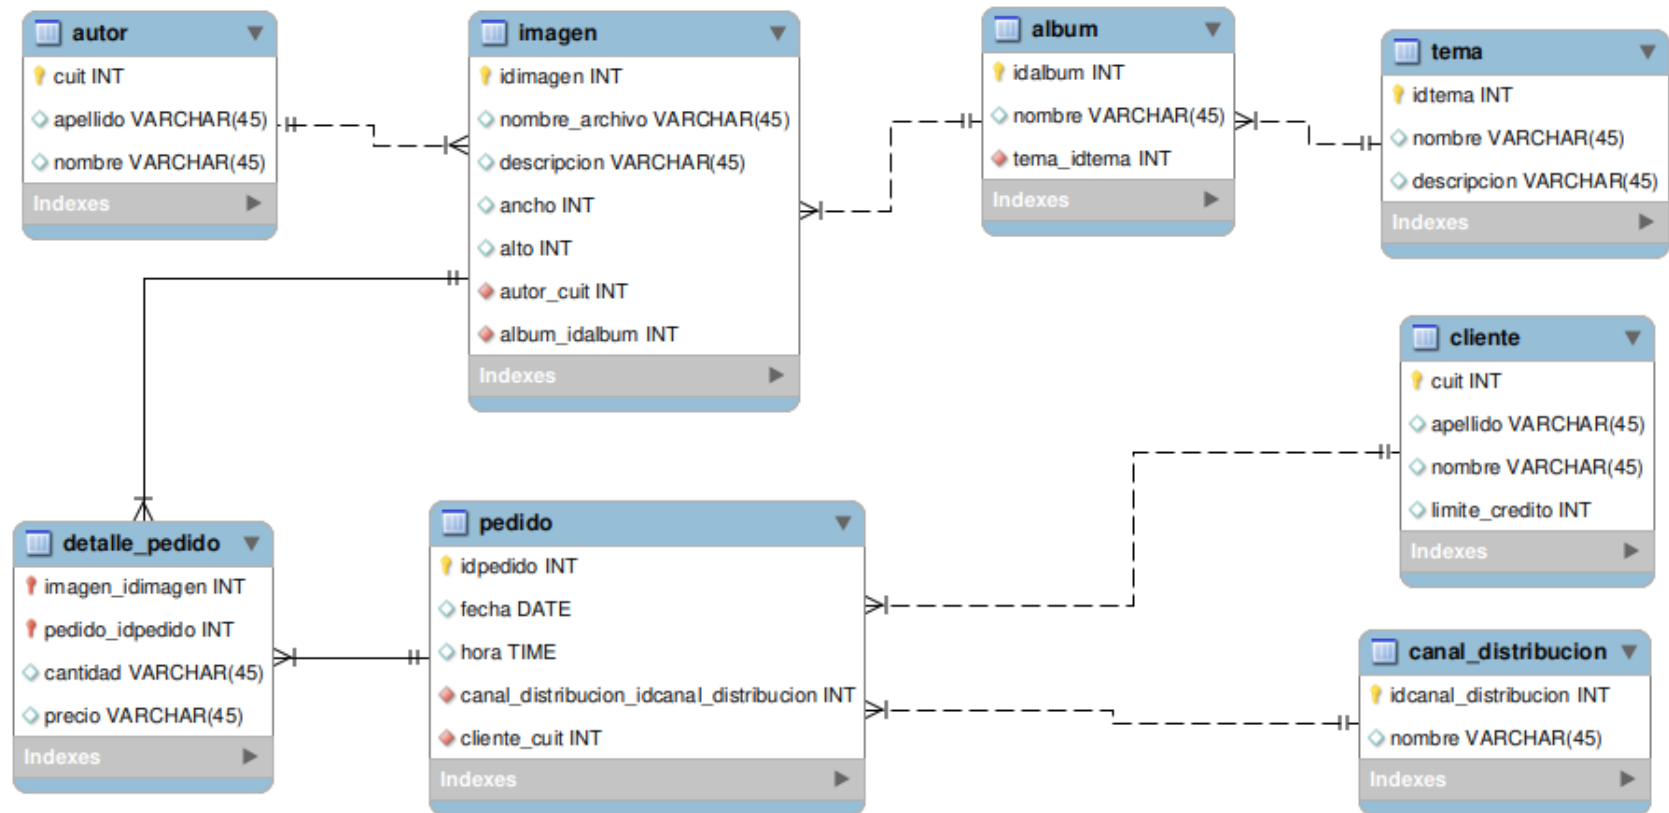 autor
cuit INT
apellido VARCHAR(45)
nombre VARCHAR(45)
Indexes
imagen
idimagen INT
nombre_archivo VARCHAR(45)
descripcion VARCHAR(45)
ancho INT
alto INT
autor_cuit INT
album_idalbum INT
Indexes
album
idalbum INT
nombre VARCHAR(45)
tema_idtema INT
Indexes
tema
idtema INT
nombre VARCHAR(45)
descripcion VARCHAR(45)
Indexes
cliente
cuit INT
apellido VARCHAR(45)
nombre VARCHAR(45)
limite_credito INT
Indexes
detalle_pedido
imagen_idimagen INT
pedido_idpedido INT
cantidad VARCHAR(45)
precio VARCHAR(45)
Indexes
pedido
idpedido INT
fecha DATE
hora TIME
canal_distribucion_idcanal_distribucion INT
cliente_cuit INT
Indexes
canal_distribucion
idcanal_distribucion INT
nombre VARCHAR(45)
Indexes